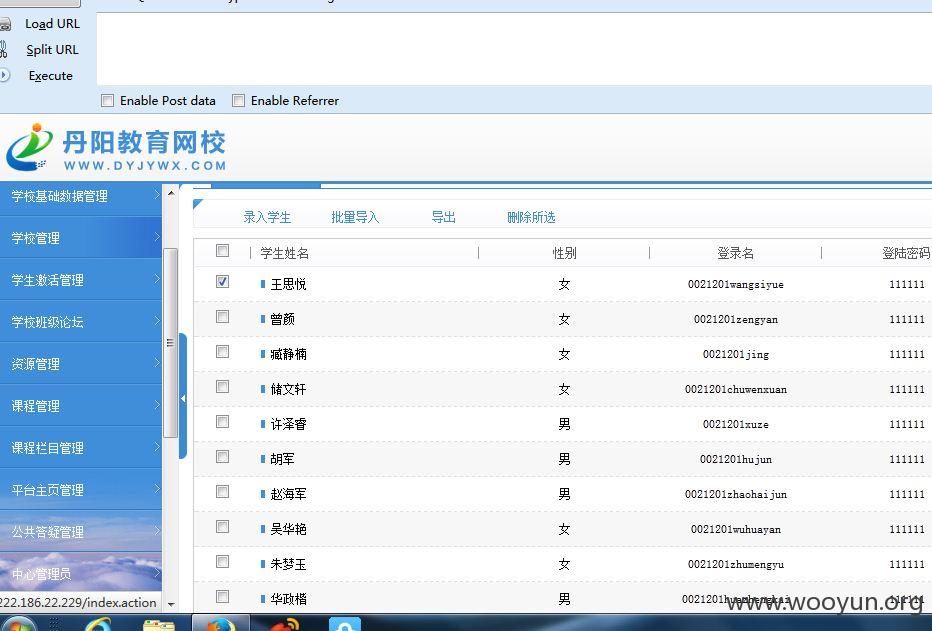 Load URL
Split URL
Execute
Enable Post data Enable Referrer
丹阳教育网校
WWW.DYJYWX.COM
学校基础数据管理
学校管理
学生激活管理
学校班级论坛
资源管理
课程管理
课程栏目管理
平台主页管理
公共答疑管理
中心管理员
222.186.22.229/index.action
录入学生 批量导入 导出 删除所选
学生姓名 性别 登录名 登陆密码
王思悦 女 0021201wangsiyue 111111
曾颜 女 0021201zengyan 111111
臧静楠 女 0021201jing 111111
储文轩 女 0021201chuwenxuan 111111
许泽睿 男 0021201xuze 111111
胡军 男 0021201hujun 111111
赵海军 男 0021201zhaohaijun 111111
吴华艳 女 0021201wuhuayan 111111
朱梦玉 女 0021201zhumengyu 111111
华政楷 男 111111
www.wooyun.org